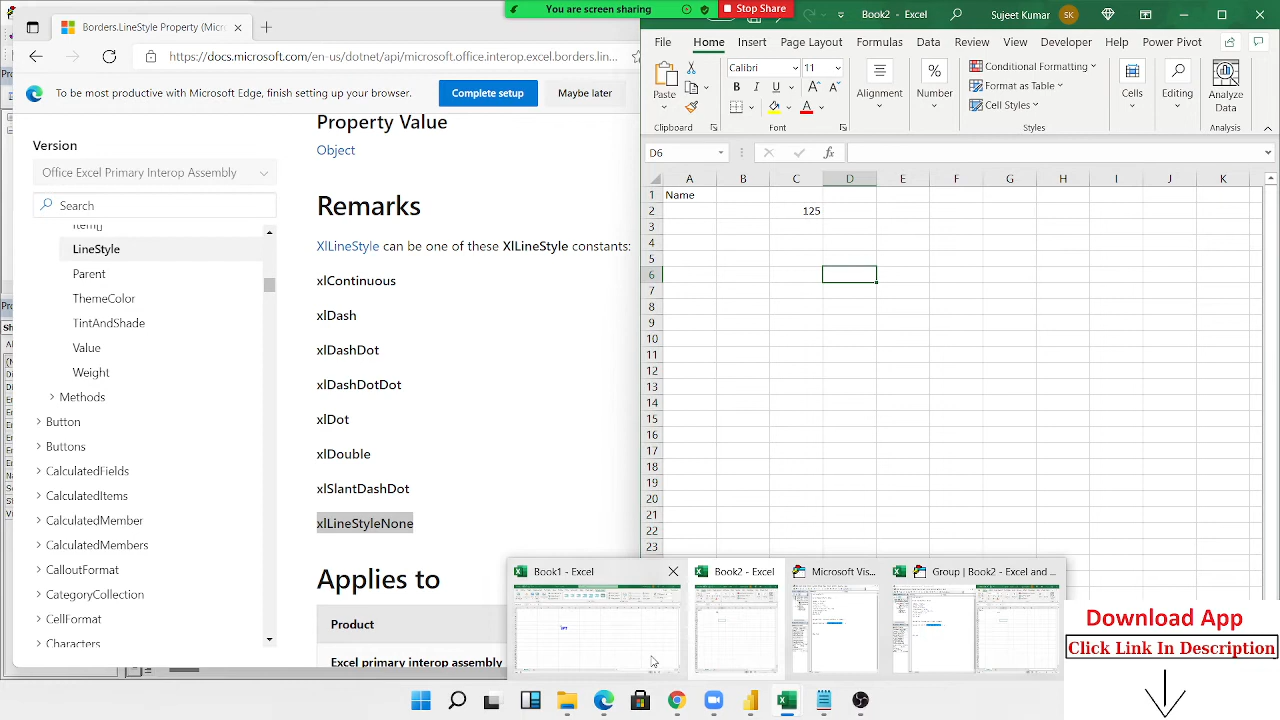 You are screen sharing
Stop Share
Borders.LineStyle Property (Micr
https://docs.microsoft.com/en-us/dotnet/api/microsoft.office.interop.excel.borders.lin...
To be most productive with Microsoft Edge, finish setting up your browser.
Complete setup
Maybe later
Version
Office Excel Primary Interop Assembly
Search
Item[]
LineStyle
Parent
ThemeColor
TintAndShade
Value
Weight
Methods
Button
Buttons
CalculatedFields
CalculatedItems
CalculatedMember
CalculatedMembers
CalloutFormat
CategoryCollection
CellFormat
Characters
Property Value
Object
Remarks
XlLineStyle can be one of these XlLineStyle constants:
xlContinuous
xlDash
xlDashDot
xlDashDotDot
xlDot
xlDouble
xlSlantDashDot
xlLineStyleNone
Applies to
Product
Excel primary interop assembly
Book2 - Excel
Sujeet Kumar
SK
File Home Insert Page Layout Formulas Data Review View Developer Help Power Pivot
Paste
Calibri 11
B I U
A A
Alignment
Number
Conditional Formatting
Format as Table
Cell Styles
Cells
Editing
Analyze
Data
Clipboard
Font
Styles
Analysis
D6
fx
A B C D E F G H I J K
1 Name
2 125
3
4
5
6
7
8
9
10
11
12
13
14
15
16
17
18
19
20
21
22
23
Book1 - Excel
Book2 - Excel
Microsoft Vis...
Group | Book2 - Excel and ...
Download App
Click Link In Description